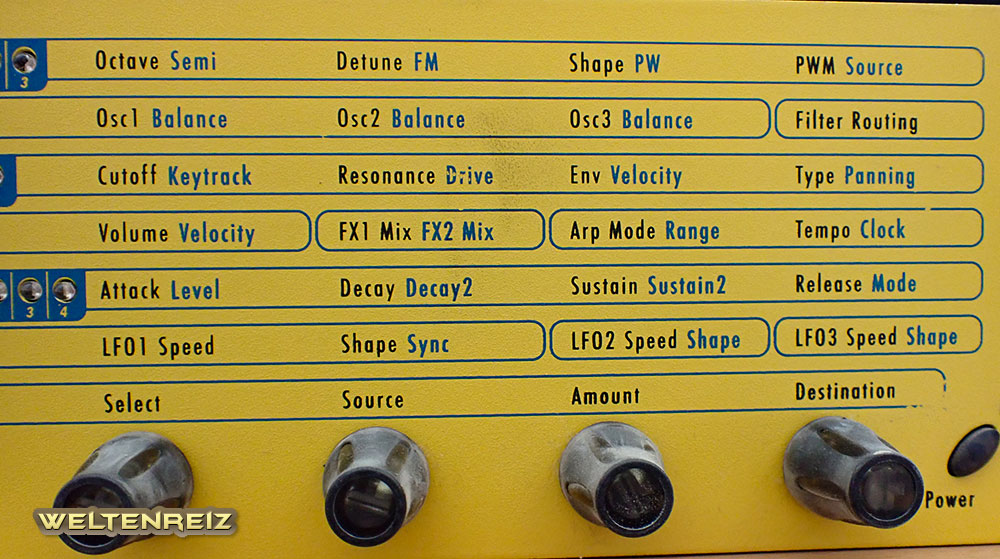 3 Octave Semi Detune FM Shape PW PWM Source
Osc1 Balance Osc2 Balance Osc3 Balance Filter Routing
Cutoff Keytrack Resonance Drive Env Velocity Type Panning
Volume Velocity FX1 Mix FX2 Mix Arp Mode Range Tempo Clock
3 4 Attack Level Decay Decay2 Sustain Sustain2 Release Mode
LFO1 Speed Shape Sync LFO2 Speed Shape LFO3 Speed Shape
Select Source Amount Destination
Power
WELTENREIZ